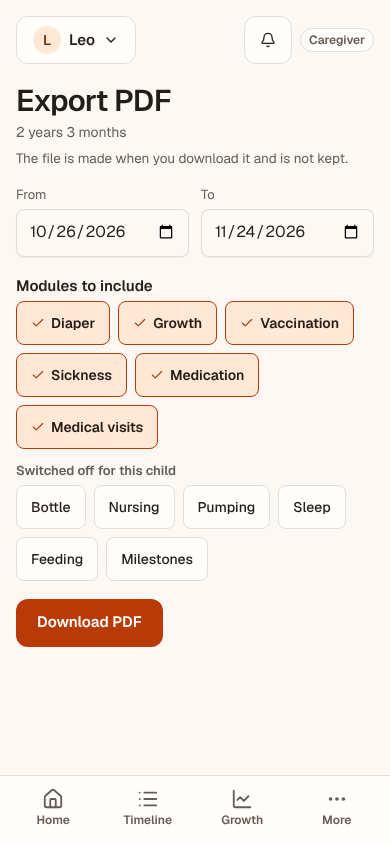 L Leo Caregiver
Export PDF
2 years 3 months
The file is made when you download it and is not kept.
From To
10/26/2026 11/24/2026
Modules to include
Diaper Growth Vaccination
Sickness Medication
Medical visits
Switched off for this child
Bottle Nursing Pumping Sleep
Feeding Milestones
Download PDF
Home Timeline Growth More